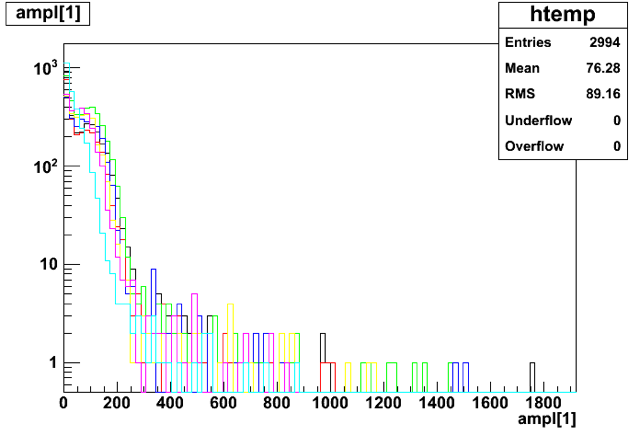 ampl[1]
htemp
Entries 2994
Mean 76.28
RMS 89.16
Underflow 0
Overflow 0
10³
10²
10
1
0 200 400 600 800 1000 1200 1400 1600 1800
ampl[1]